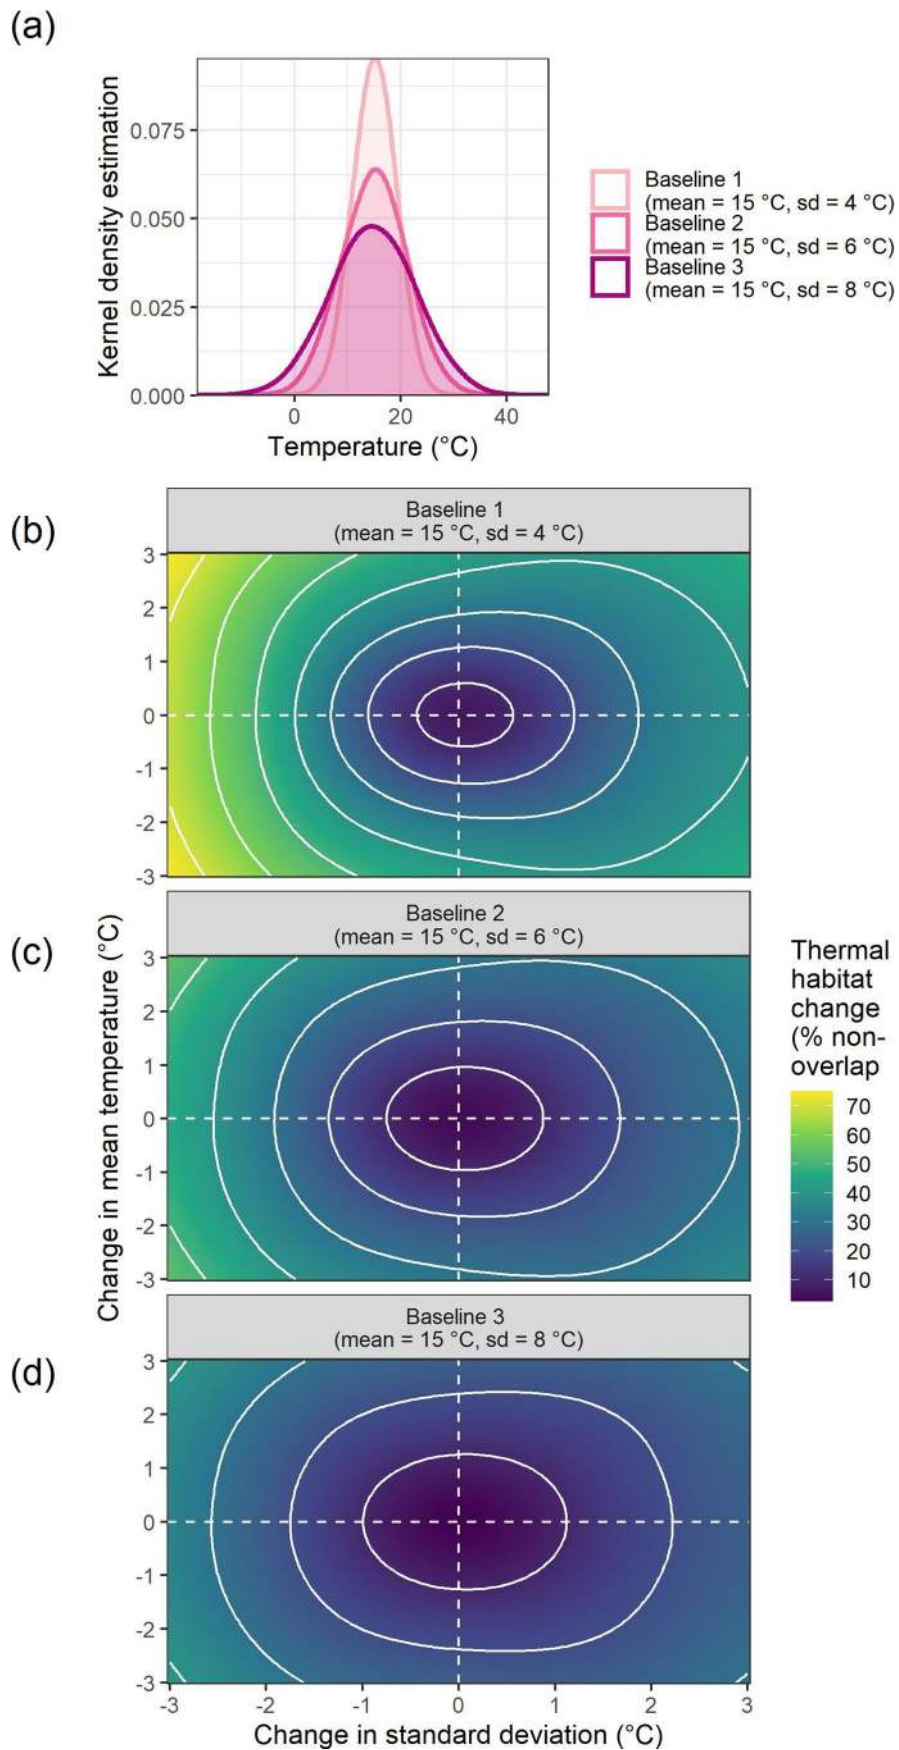 (a)
Kernel density estimation
0.075
0.050
0.025
0.000
0
20
40
Temperature (°C)
Baseline 1
(mean = 15 °C, sd = 4 °C)
Baseline 2
(mean = 15 °C, sd = 6 °C)
Baseline 3
(mean = 15 °C, sd = 8 °C)
(b)
Baseline 1
(mean = 15 °C, sd = 4 °C)
3
2
1
0
-1
-2
-3
(c)
Baseline 2
(mean = 15 °C, sd = 6 °C)
3
2
1
0
-1
-2
-3
Change in mean temperature (°C)
Thermal
habitat
change
(% non-
overlap
70
60
50
40
30
20
10
(d)
Baseline 3
(mean = 15 °C, sd = 8 °C)
3
2
1
0
-1
-2
-3
-3
-2
-1
0
1
2
3
Change in standard deviation (°C)